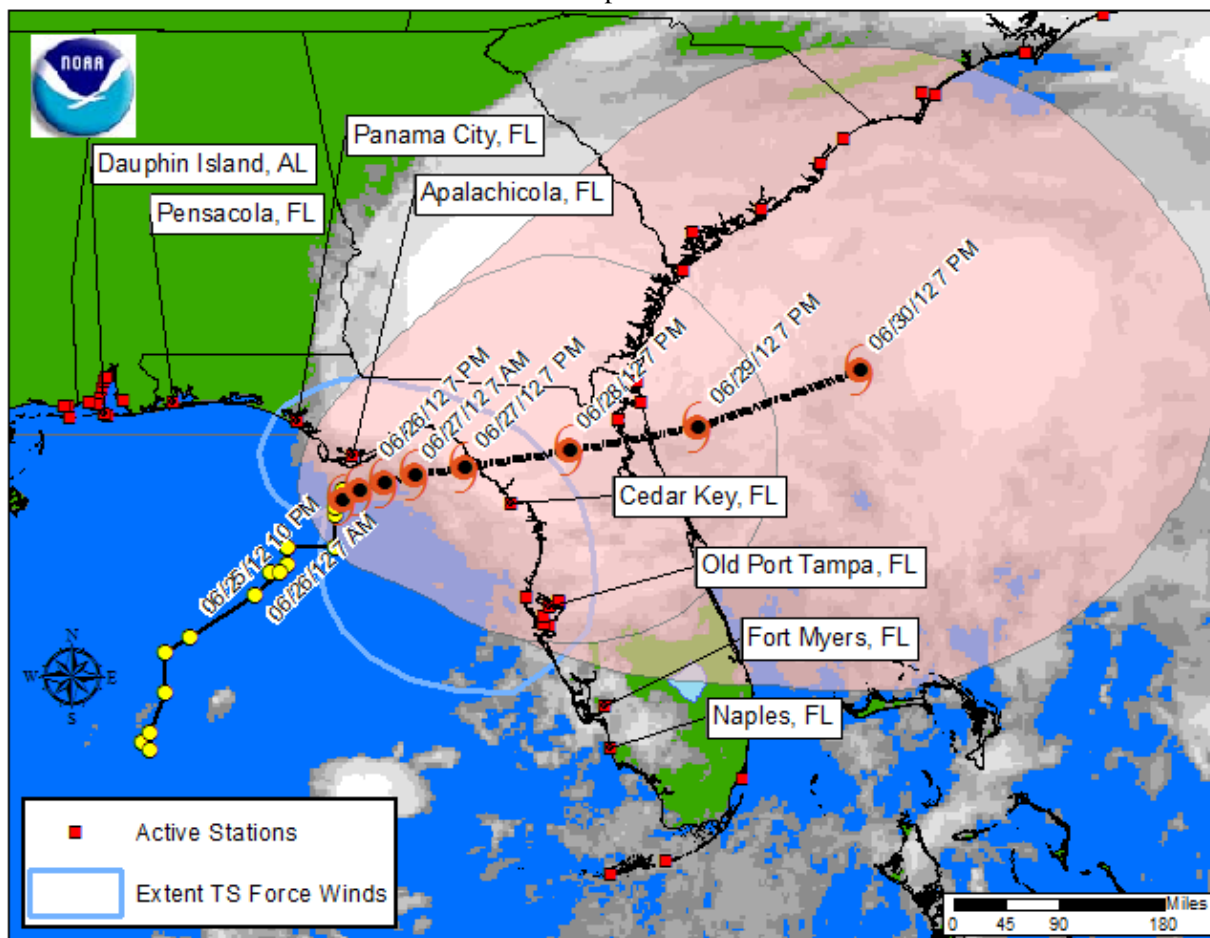 NOAA
Panama City, FL
Dauphin Island, AL
Apalachicola, FL
Pensacola, FL
06/30/12 7 PM
06/29/12 7 PM
06/28/12 7 PM
06/27/12 7 PM
06/27/12 7 AM
06/26/12 7 PM
06/26/12 7 AM
06/25/12 10 PM
Cedar Key, FL
Old Port Tampa, FL
Fort Myers, FL
Naples, FL
N
W E
S
Active Stations
Extent TS Force Winds
Miles
0 45 90 180